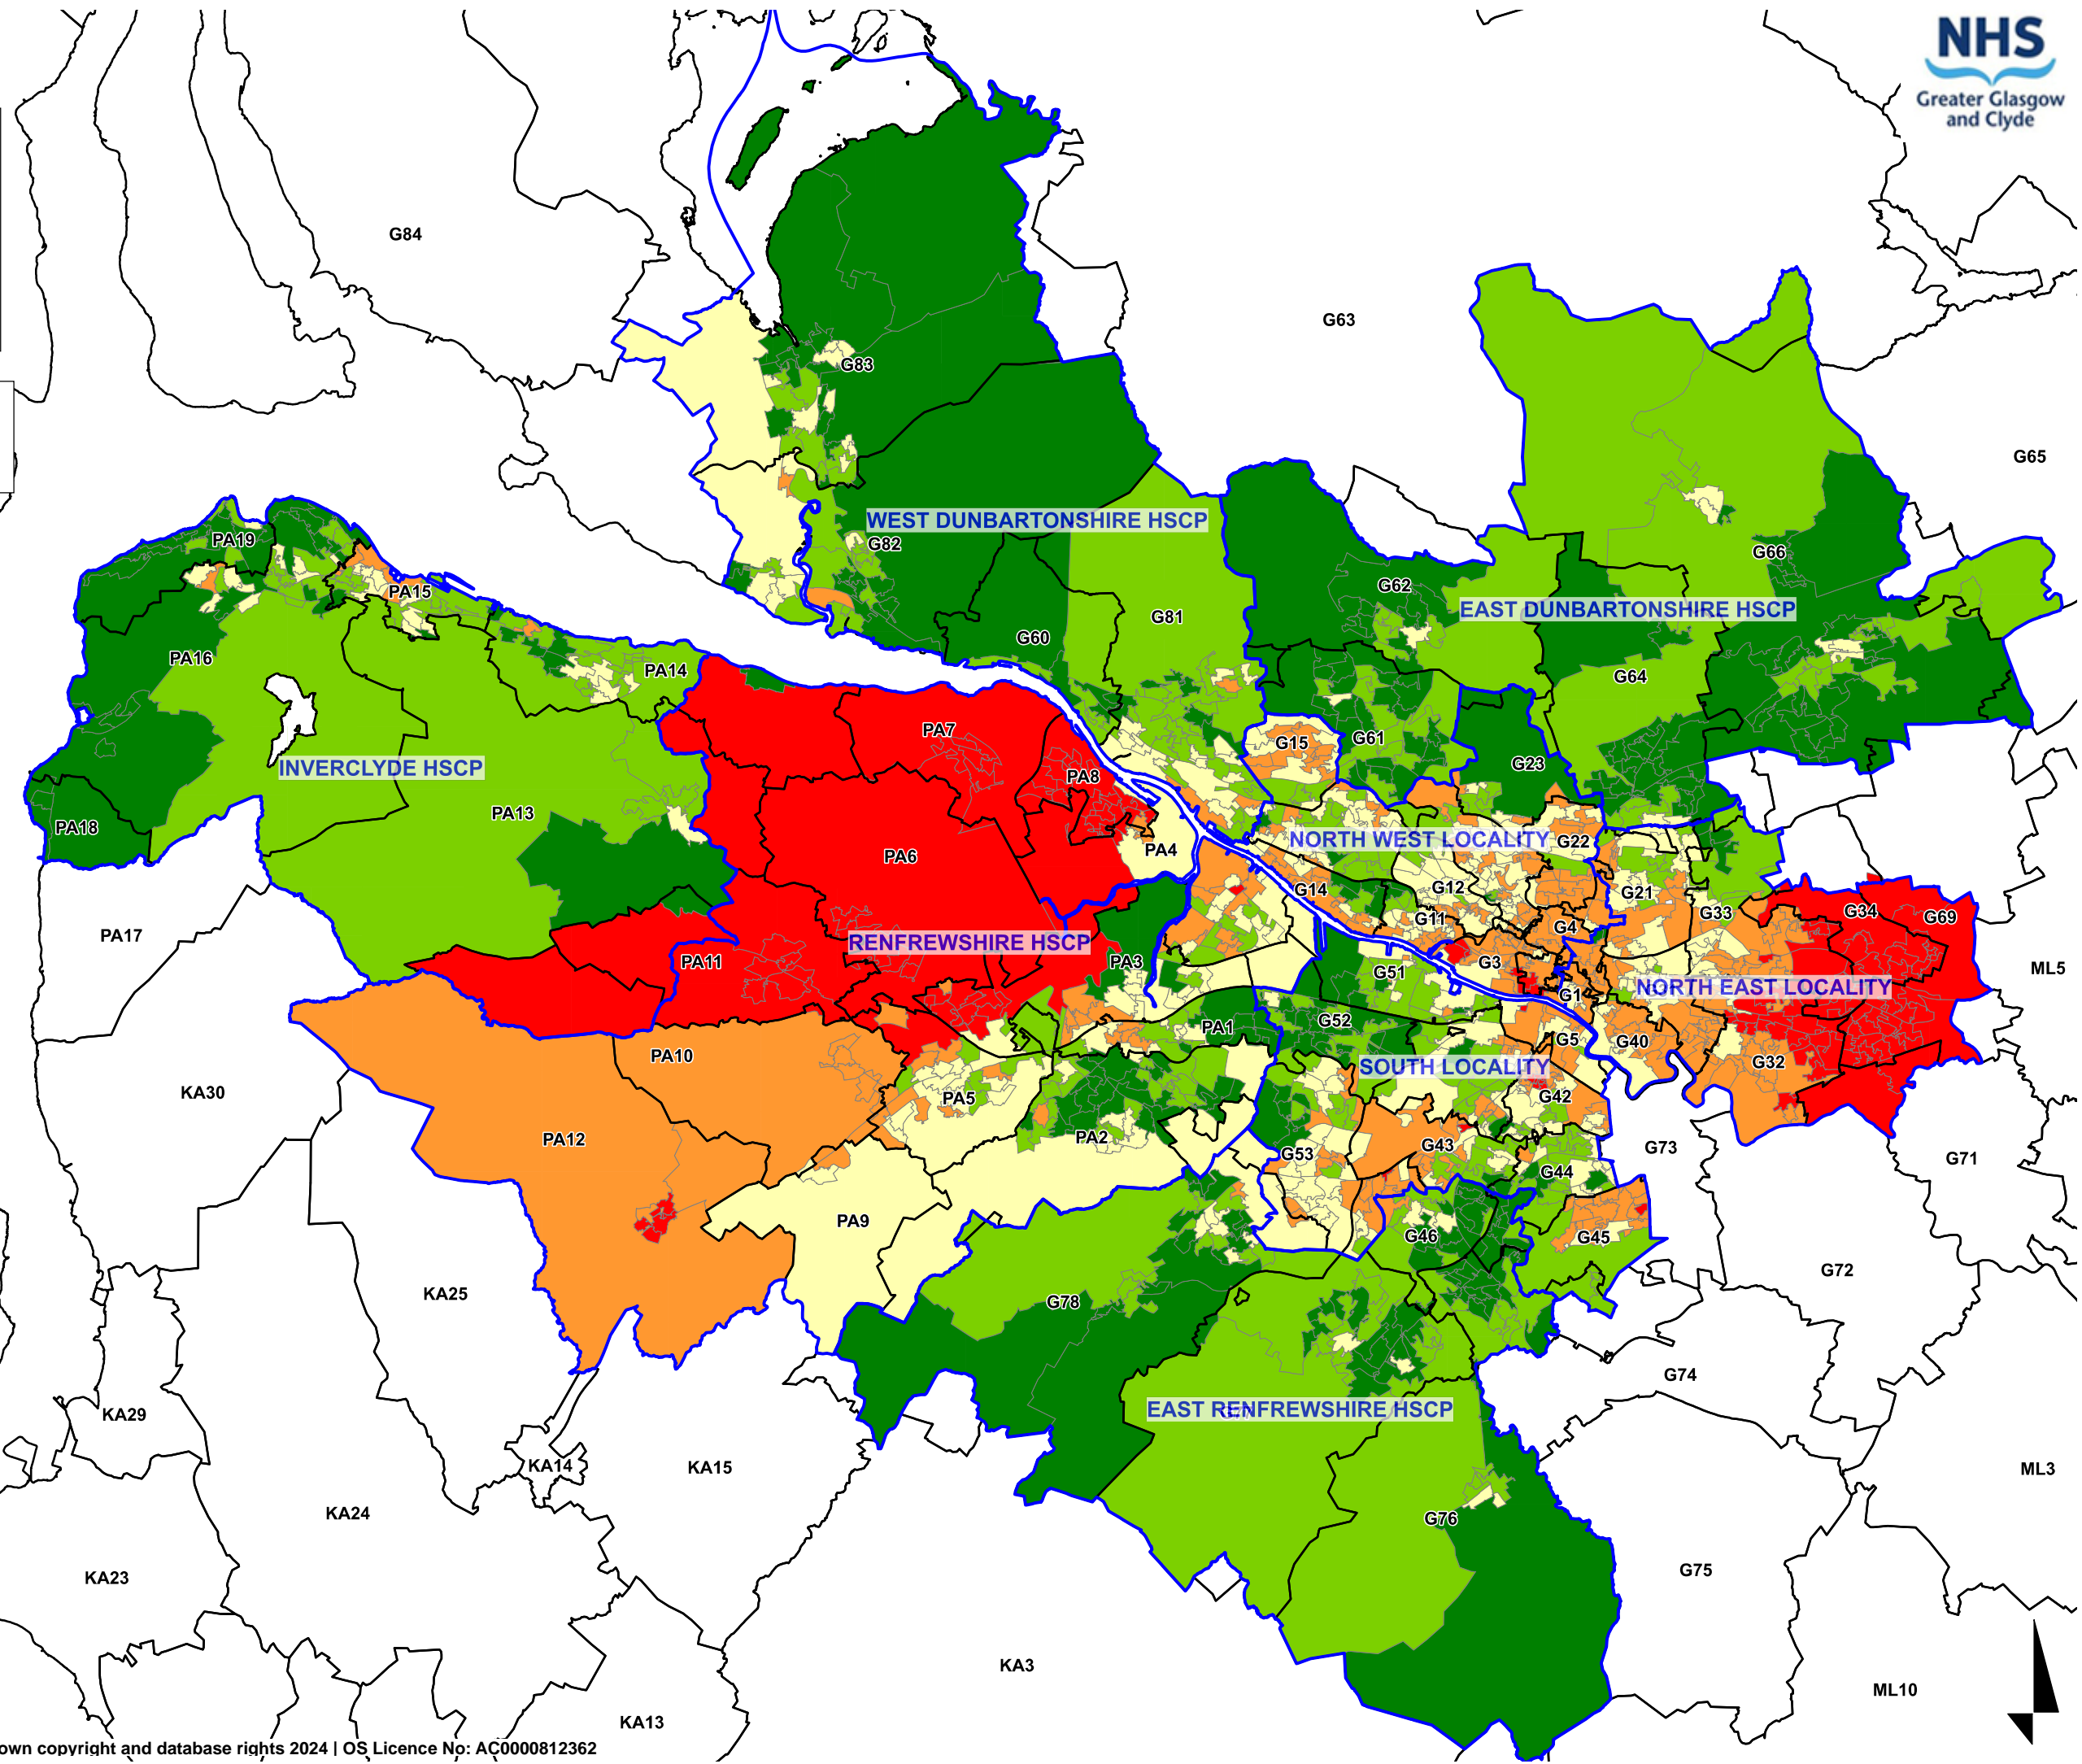 NHS
Greater Glasgow
and Clyde
G84
G63
G83
G65
WEST DUNBARTONSHIRE HSCP
PA19
G82
G66
PA15
G62
EAST DUNBARTONSHIRE HSCP
G81
G60
PA16
PA14
G64
PA7
G15
G61
INVERCLYDE HSCP
G23
PA8
PA13
PA18
NORTH WEST LOCALITY
G22
PA4
PA6
G14
G12
G21
G33
G34
G69
G11
G4
PA17
RENFREWSHIRE HSCP
PA11
PA3
G3
G51
ML5
NORTH EAST LOCALITY
G1
G52
PA1
G5
G40
PA10
SOUTH LOCALITY
G32
KA30
PA5
G42
PA12
PA2
G43
G73
G53
G44
G71
PA9
G46
G45
G72
KA25
G78
G74
KA29
EAST RENFREWSHIRE HSCP
KA14
KA15
ML3
KA24
G76
G75
KA23
KA3
ML10
KA13
own copyright and database rights 2024 | OS Licence No: AC0000812362